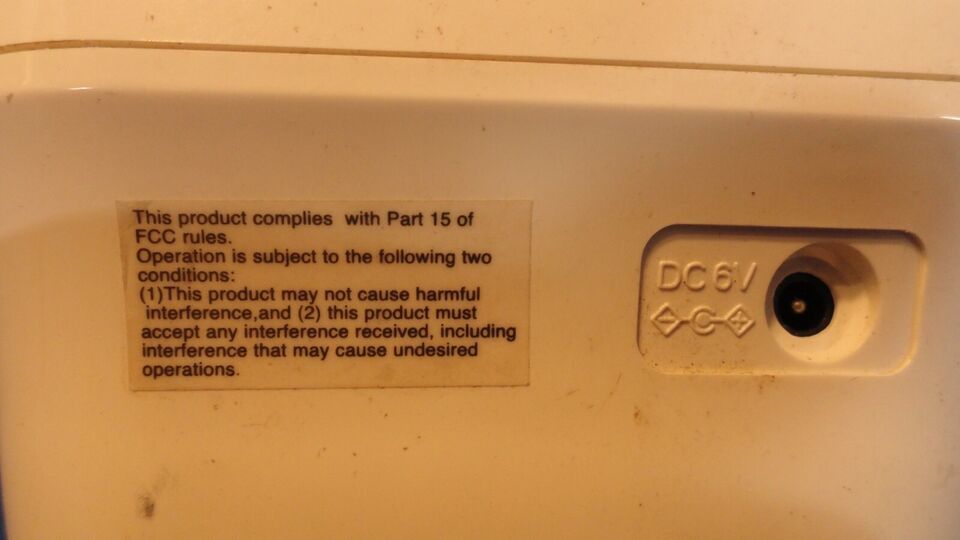 This product complies with Part 15 of
FCC rules.
Operation is subject to the following two
conditions:
(1)This product may not cause harmful
interference,and (2) this product must
accept any interference received, including
interference that may cause undesired
operations.
DC 6V